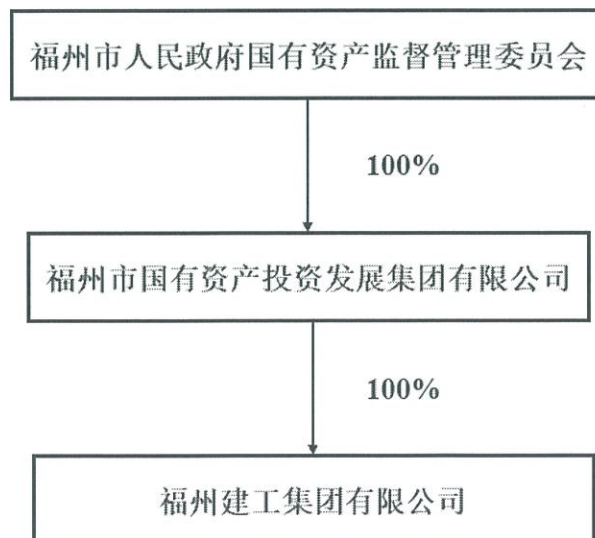 福州市人民政府国有资产监督管理委员会
100%
福州市国有资产投资发展集团有限公司
100%
福州建工集团有限公司